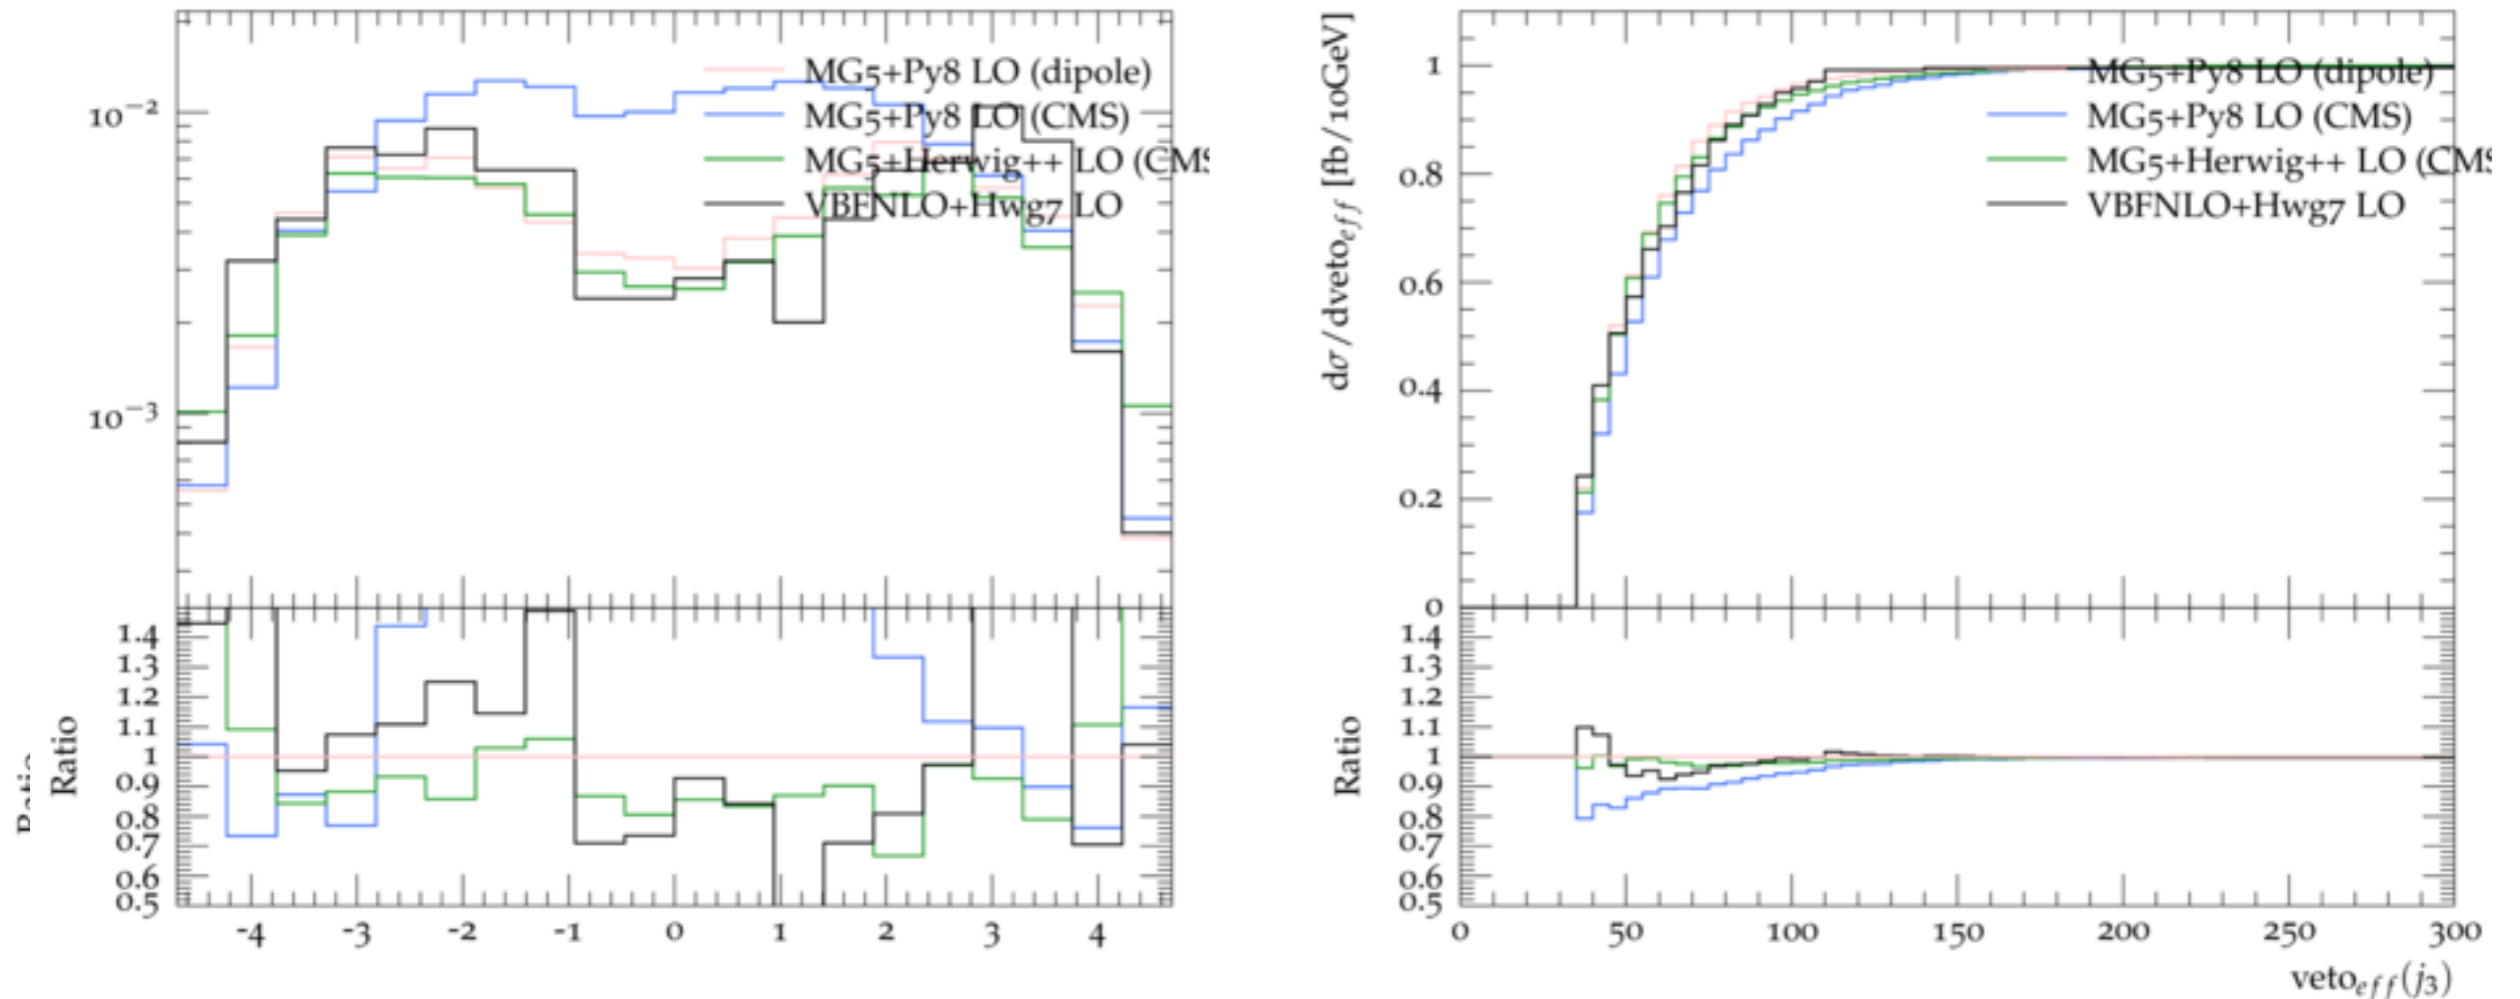 MG5+Py8 LO (dipole)
MG5+Py8 LO (CMS)
MG5+Herwig++ LO (CMS
VBFNLO+Hwg7 LO
10−2
10−3
1.4
1.3
1.2
1.1
1
0.9
0.8
0.7
0.6
0.5
Ratio
Ratio
-4 -3 -2 -1 0 1 2 3 4
dσ/dveto_eff [fb/10GeV]
MG5+Py8 LO (dipole)
MG5+Py8 LO (CMS)
MG5+Herwig++ LO (CMS
VBFNLO+Hwg7 LO
1
0.8
0.6
0.4
0.2
0
1.4
1.3
1.2
1.1
1
0.9
0.8
0.7
0.6
0.5
Ratio
0 50 100 150 200 250 300
veto_eff(j3)